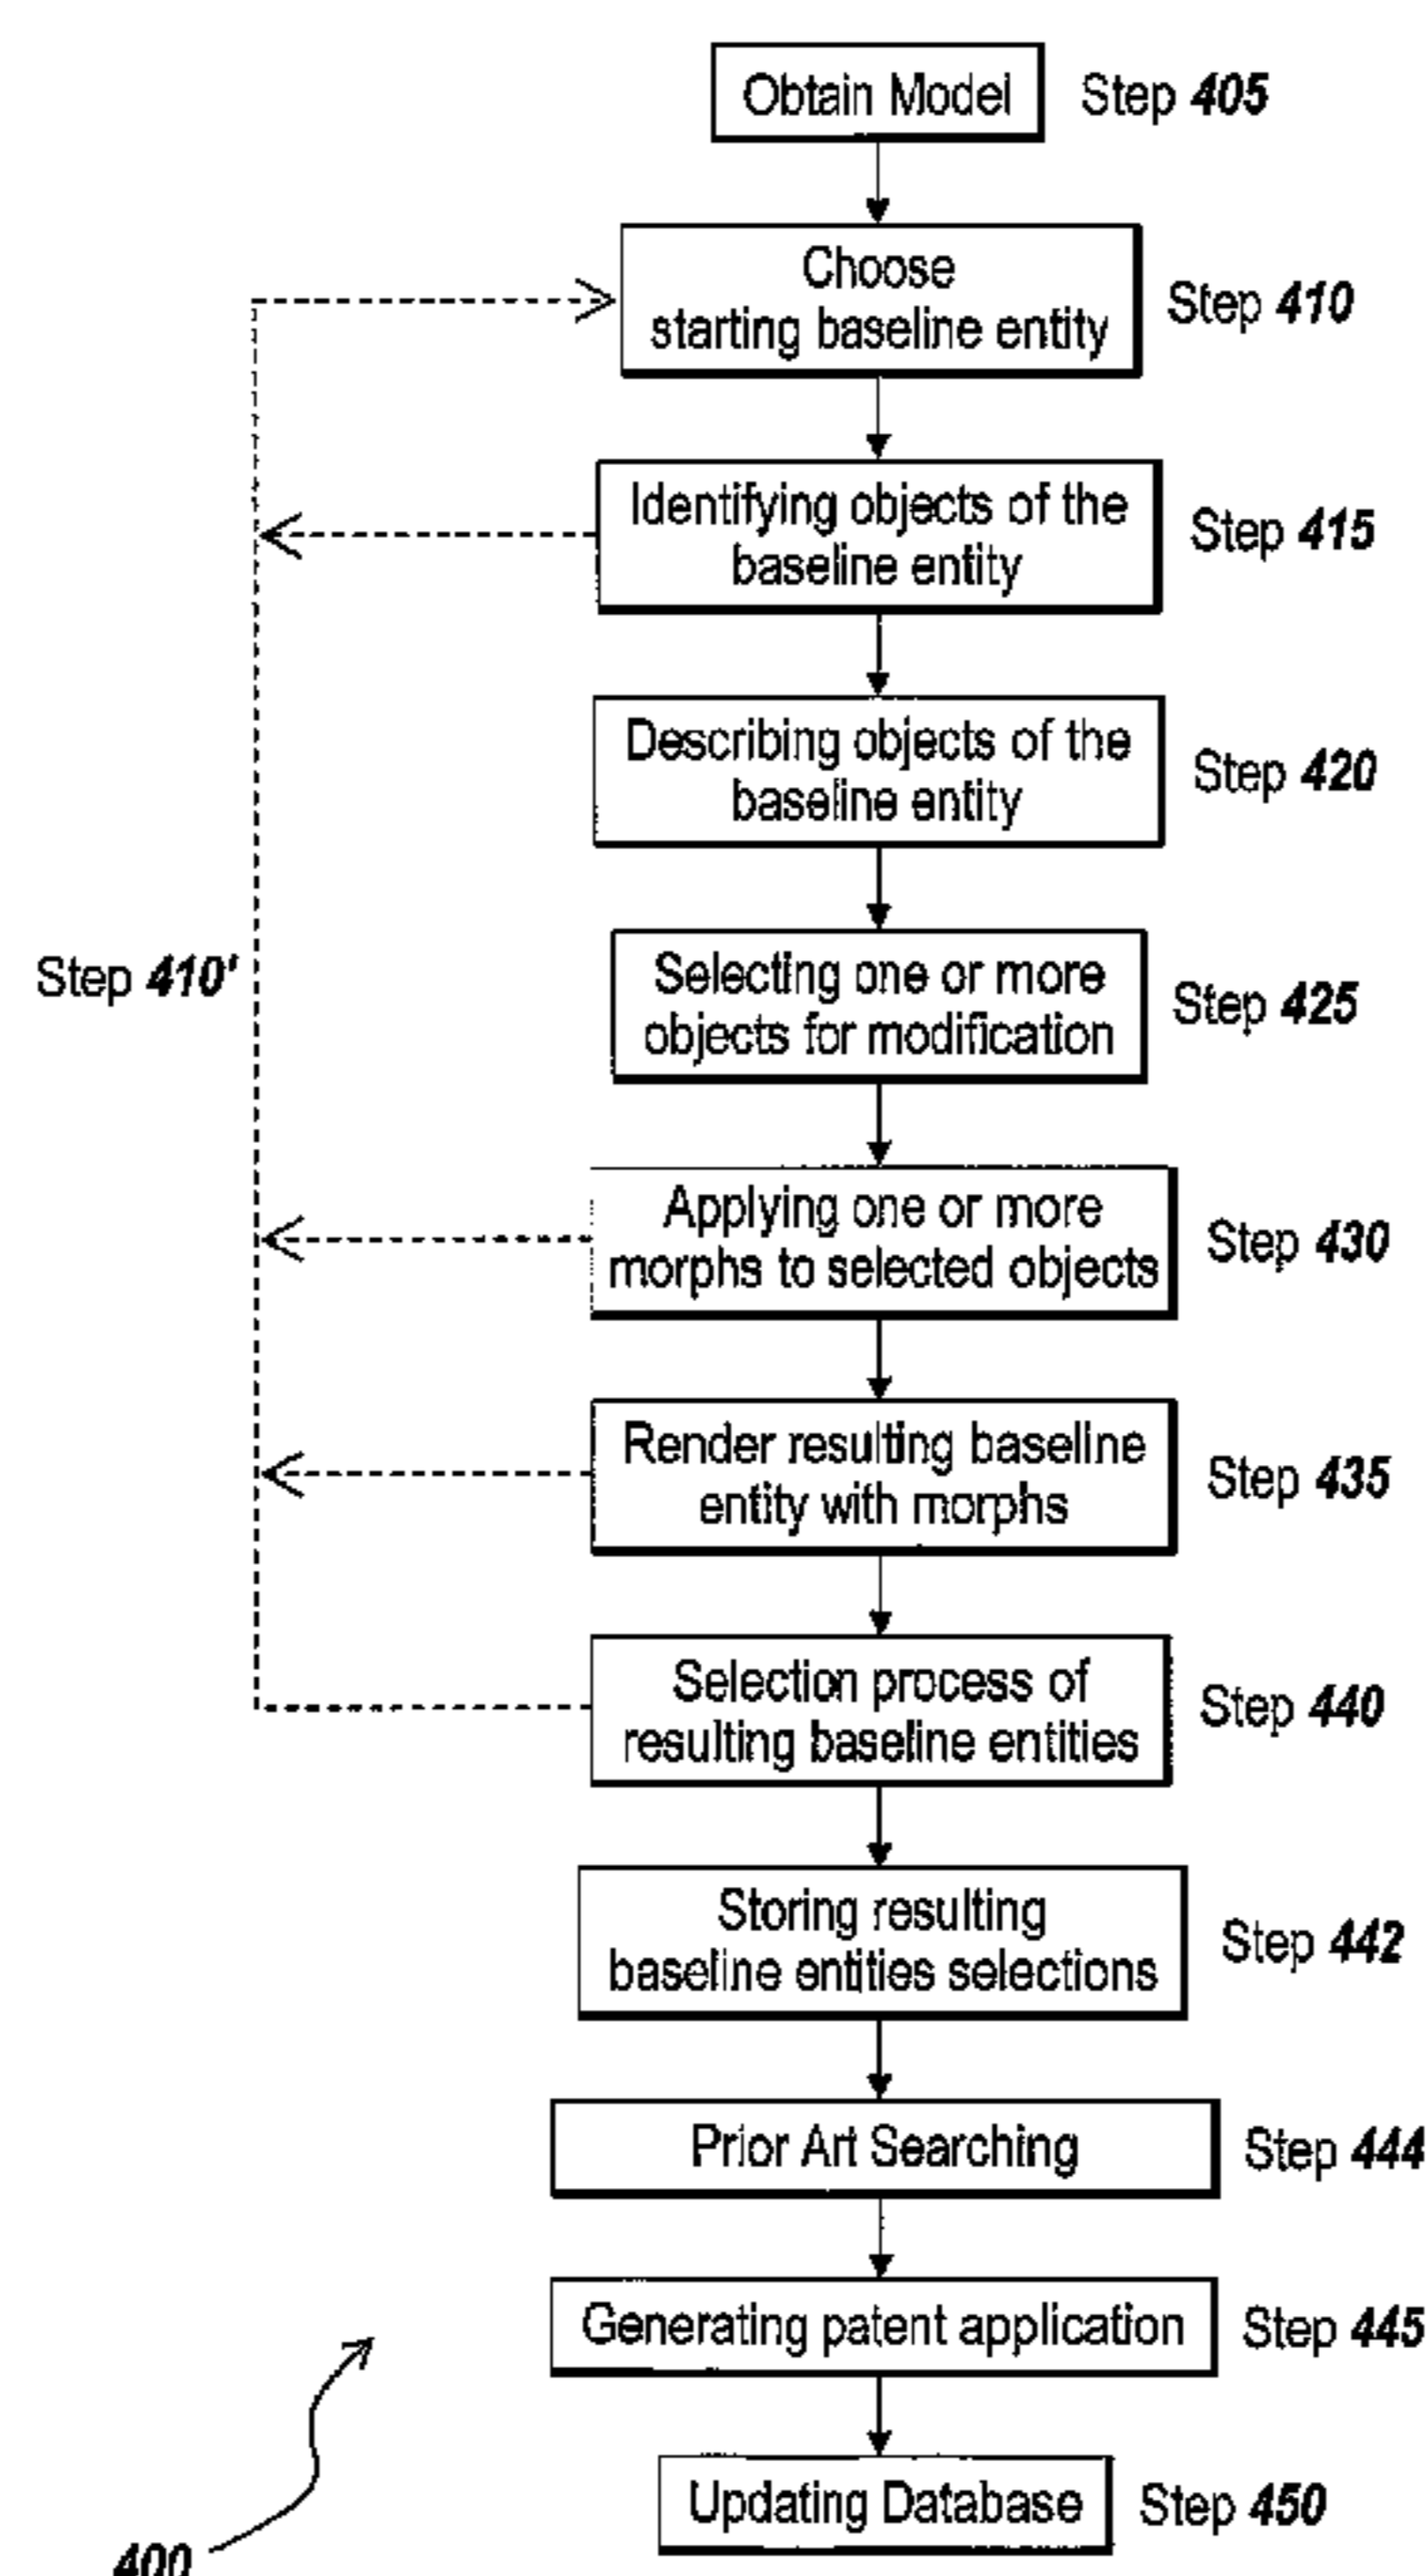 Obtain Model
Step 405
Choose
starting baseline entity
Step 410
Identifying objects of the
baseline entity
Step 415
Describing objects of the
baseline entity
Step 420
Selecting one or more
objects for modification
Step 425
Step 410'
Applying one or more
morphs to selected objects
Step 430
Render resulting baseline
entity with morphs
Step 435
Selection process of
resulting baseline entities
Step 440
Storing resulting
baseline entities selections
Step 442
Prior Art Searching
Step 444
Generating patent application
Step 445
Updating Database
Step 450
400